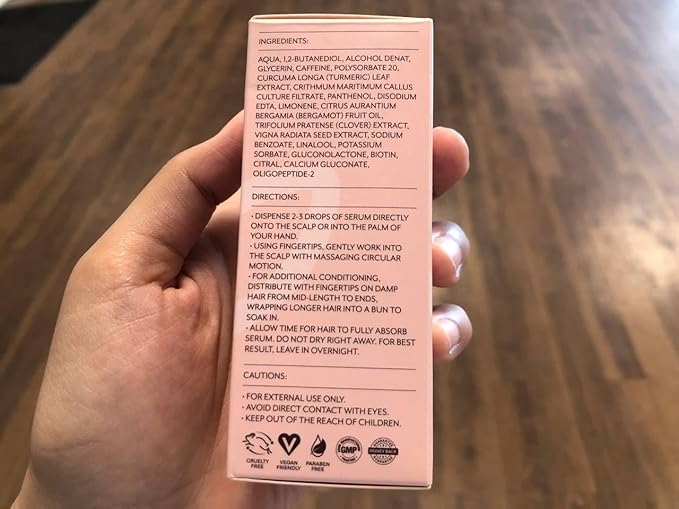 INGREDIENTS:
AQUA, 1,2-BUTANEDIOL, ALCOHOL DENAT,
GLYCERIN, CAFFEINE, POLYSORBATE 20,
CURCUMA LONGA (TURMERIC) LEAF
EXTRACT, CRITHMUM MARITIMUM CALLUS
CULTURE FILTRATE, PANTHENOL, DISODIUM
EDTA, LIMONENE, CITRUS AURANTIUM
BERGAMIA (BERGAMOT) FRUIT OIL,
TRIFOLIUM PRATENSE (CLOVER) EXTRACT,
VIGNA RADIATA SEED EXTRACT, SODIUM
BENZOATE, LINALOOL, POTASSIUM
SORBATE, GLUCONOLACTONE, BIOTIN,
CITRAL, CALCIUM GLUCONATE,
OLIGOPEPTIDE-2
DIRECTIONS:
• DISPENSE 2-3 DROPS OF SERUM DIRECTLY
ONTO THE SCALP OR INTO THE PALM OF
YOUR HAND.
• USING FINGERTIPS, GENTLY WORK INTO
THE SCALP WITH MASSAGING CIRCULAR
MOTION.
• FOR ADDITIONAL CONDITIONING,
DISTRIBUTE WITH FINGERTIPS ON DAMP
HAIR FROM MID-LENGTH TO ENDS,
WRAPPING LONGER HAIR INTO A BUN TO
SOAK IN.
• ALLOW TIME FOR HAIR TO FULLY ABSORB
SERUM. DO NOT DRY RIGHT AWAY. FOR BEST
RESULT, LEAVE IN OVERNIGHT.
CAUTIONS:
• FOR EXTERNAL USE ONLY.
• AVOID DIRECT CONTACT WITH EYES.
• KEEP OUT OF THE REACH OF CHILDREN.
CRUELTY
FREE
VEGAN
FRIENDLY
PARABEN
FREE
GMP
MONEY BACK